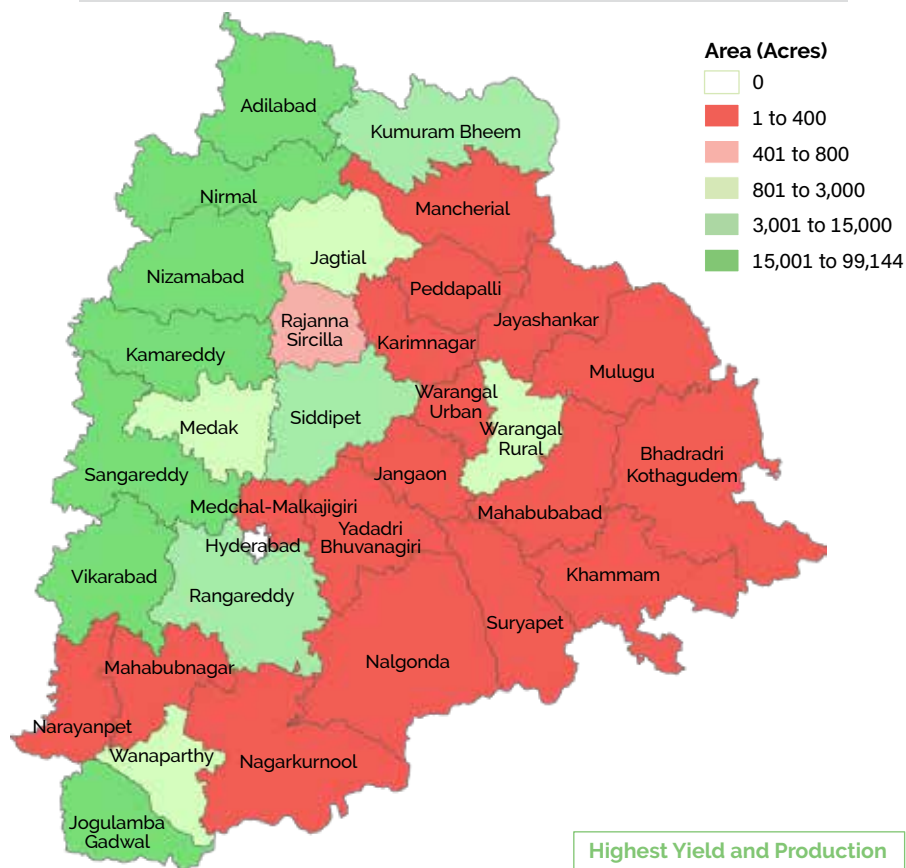 Area (Acres)
0
1 to 400
401 to 800
801 to 3,000
3,001 to 15,000
15,001 to 99,144
Adilabad
Kumuram Bheem
Nirmal
Mancherial
Jagtial
Nizamabad
Peddapalli
Rajanna
Sircilla
Jayashankar
Karimnagar
Kamareddy
Mulugu
Warangal
Urban
Siddipet
Medak
Warangal
Rural
Bhadradri
Kothagudem
Sangareddy
Jangaon
Medchal-Malkajigiri
Mahabubabad
Yadadri
Bhuvanagiri
Hyderabad
Vikarabad
Khammam
Rangareddy
Suryapet
Nalgonda
Mahabubnagar
Narayanpet
Wanaparthy
Nagarkurnool
Jogulamba
Gadwal
Highest Yield and Production